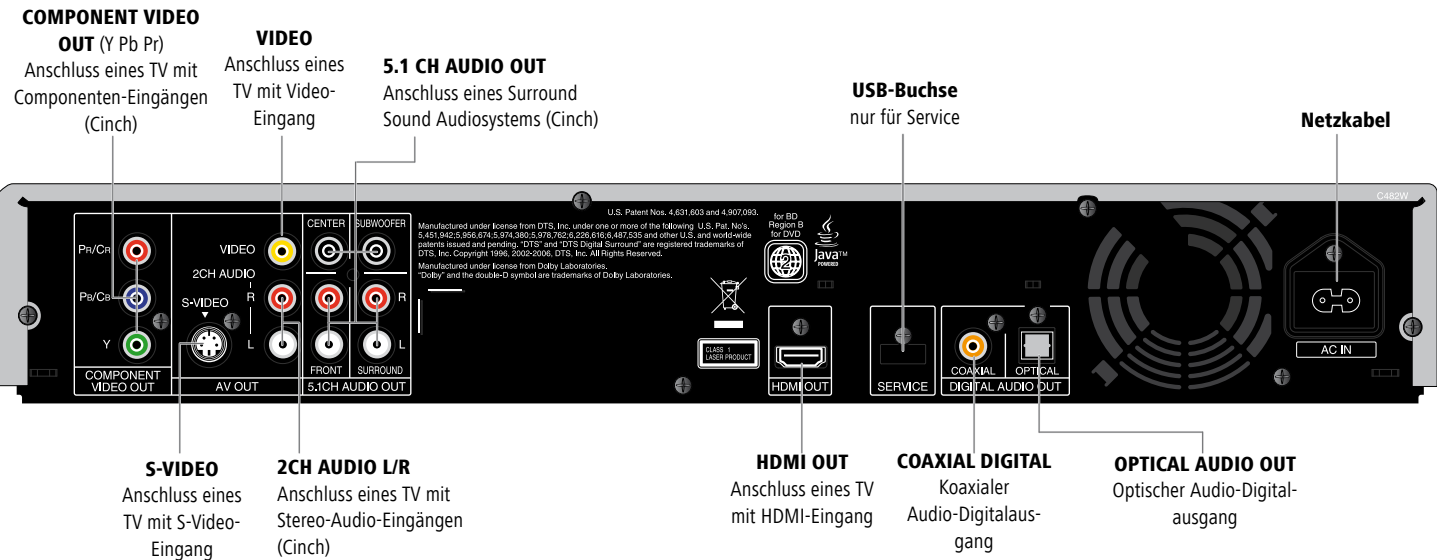 COMPONENT VIDEO
OUT (Y Pb Pr)
Anschluss eines TV mit
Componenten-Eingängen
(Cinch)
VIDEO
Anschluss eines
TV mit Video-
Eingang
5.1 CH AUDIO OUT
Anschluss eines Surround
Sound Audiosystems (Cinch)
USB-Buchse
nur für Service
Netzkabel
C482W
PR/CR
PB/CB
Y
COMPONENT
VIDEO OUT
VIDEO
2CH AUDIO
S-VIDEO
R
L
AV OUT
CENTER
SUBWOOFER
R
L
FRONT
SURROUND
5.1CH AUDIO OUT
U.S. Patent Nos. 4,631,603 and 4,907,093.
Manufactured under license from DTS, Inc. under one or more of the following U.S. Pat. No's.
5,451,942;5,956,674;5,974,380;5,978,762;6,226,616;6,487,535 and other U.S. and world-wide
patents issued and pending. "DTS" and "DTS Digital Surround" are registered trademarks of
DTS, Inc. Copyright 1996, 2002-2006, DTS, Inc. All Rights Reserved.
Manufactured under license from Dolby Laboratories.
"Dolby" and the double-D symbol are trademarks of Dolby Laboratories.
for BD
Region B
for DVD
2
Java™
POWERED
CLASS 1
LASER PRODUCT
HDMI OUT
SERVICE
COAXIAL
OPTICAL
DIGITAL AUDIO OUT
AC IN
S-VIDEO
Anschluss eines
TV mit S-Video-
Eingang
2CH AUDIO L/R
Anschluss eines TV mit
Stereo-Audio-Eingängen
(Cinch)
HDMI OUT
Anschluss eines TV
mit HDMI-Eingang
COAXIAL DIGITAL
Koaxialer
Audio-Digitalaus-
gang
OPTICAL AUDIO OUT
Optischer Audio-Digital-
ausgang